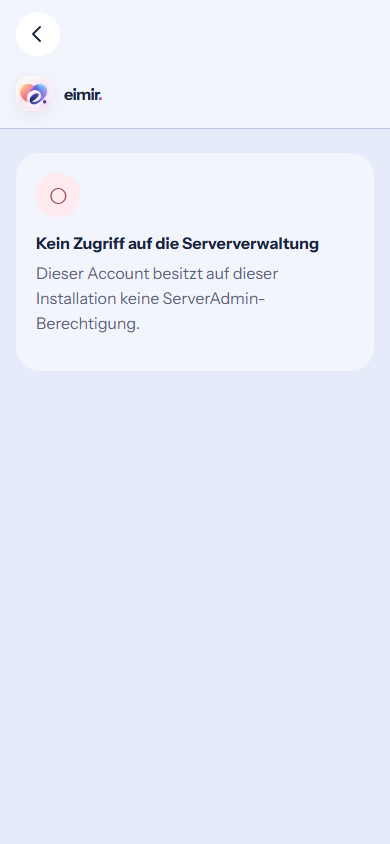 eimir.
Kein Zugriff auf die Serververwaltung
Dieser Account besitzt auf dieser
Installation keine ServerAdmin-
Berechtigung.